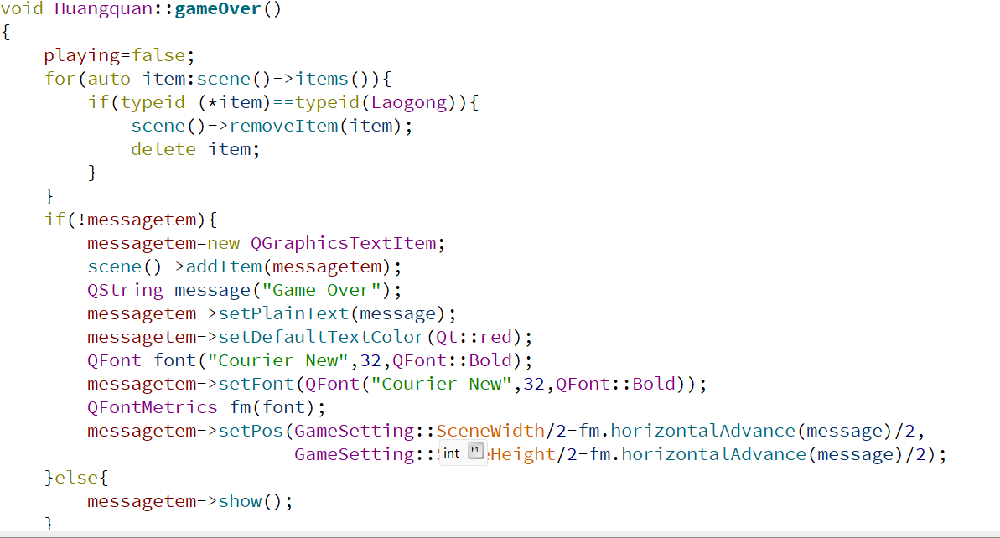 void Huangquan::gameOver()
{
    playing=false;
    for(auto item:scene()->items()){
        if(typeid (*item)==typeid(Laogong)){
            scene()->removeItem(item);
            delete item;
        }
    }
    if(!messagetem){
        messagetem=new QGraphicsTextItem;
        scene()->addItem(messagetem);
        QString message("Game Over");
        messagetem->setPlainText(message);
        messagetem->setDefaultTextColor(Qt::red);
        QFont font("Courier New",32,QFont::Bold);
        messagetem->setFont(QFont("Courier New",32,QFont::Bold));
        QFontMetrics fm(font);
        messagetem->setPos(GameSetting::SceneWidth/2-fm.horizontalAdvance(message)/2,
                           GameSetting:: int F1 Height/2-fm.horizontalAdvance(message)/2);
    }else{
        messagetem->show();
    }